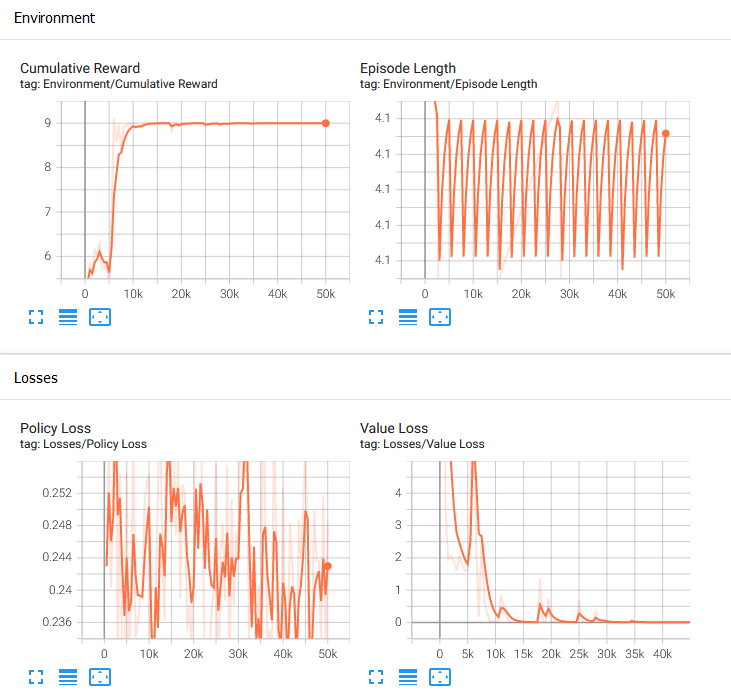 Environment
Cumulative Reward
tag: Environment/Cumulative Reward
9
8
7
6
0 10k 20k 30k 40k 50k
Episode Length
tag: Environment/Episode Length
4.1
4.1
4.1
4.1
4.1
0 10k 20k 30k 40k 50k
Losses
Policy Loss
tag: Losses/Policy Loss
0.252
0.248
0.244
0.24
0.236
0 10k 20k 30k 40k 50k
Value Loss
tag: Losses/Value Loss
4
3
2
1
0
0 5k 10k 15k 20k 25k 30k 35k 40k